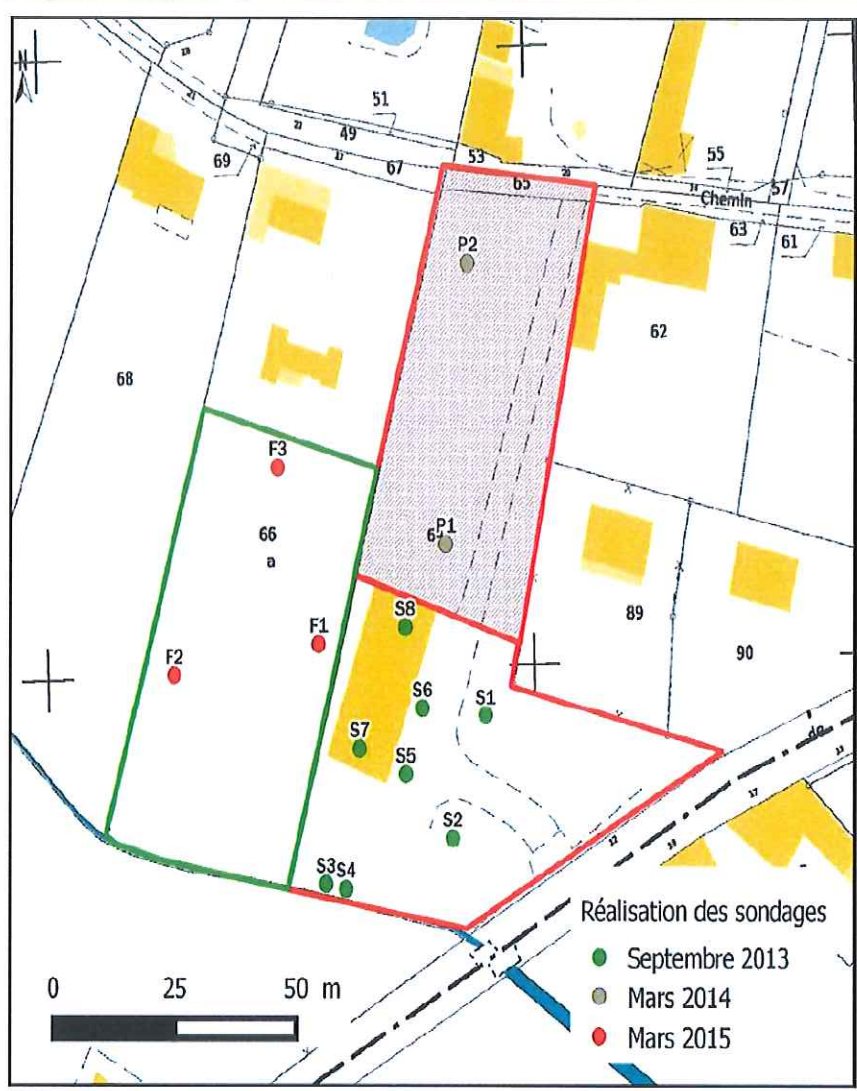 N
51
49
53
69
67
65
55
57
Chemin
63
61
P2
62
68
F3
66
a
P1
S8
89
F1
90
F2
S6
S1
S7
S5
S2
S3
S4
Réalisation des sondages
Septembre 2013
Mars 2014
Mars 2015
0 25 50 m